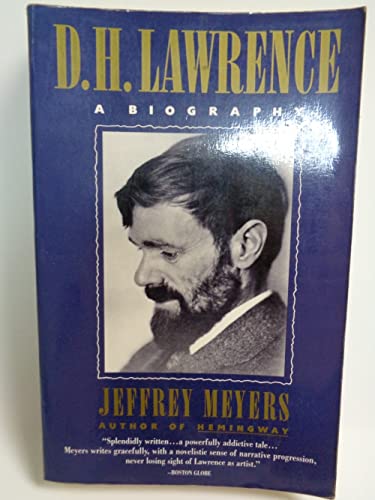 D.H. LAWRENCE
A BIOGRAPHY
JEFFREY MEYERS
AUTHOR OF HEMINGWAY
"Splendidly written...a powerfully addictive tale...
Meyers writes gracefully, with a novelistic sense of narrative progression,
never losing sight of Lawrence as artist."
–BOSTON GLOBE